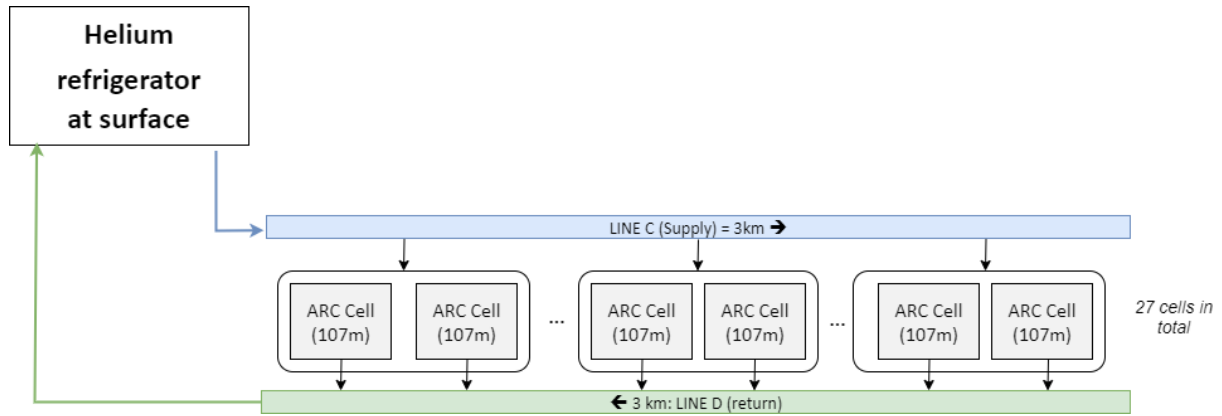 Helium
refrigerator
at surface
LINE C (Supply) = 3km 🡺
ARC Cell
(107m)
ARC Cell
(107m)
...
ARC Cell
(107m)
ARC Cell
(107m)
...
ARC Cell
(107m)
ARC Cell
(107m)
27 cells in
total
🡸 3 km: LINE D (return)